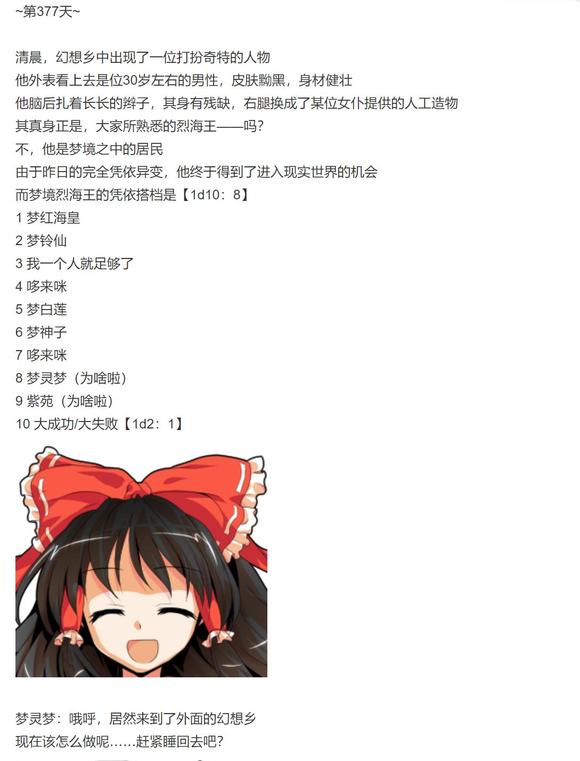 ~第377天~
清晨，幻想乡中出现了一位打扮奇特的人物
他外表看上去是位30岁左右的男性，皮肤黝黑，身材健壮
他脑后扎着长长的辫子，其身有残缺，右腿换成了某位女仆提供的人工造物
其真身正是，大家所熟悉的烈海王——吗？
不，他是梦境之中的居民
由于昨日的完全凭依异变，他终于得到了进入现实世界的机会
而梦境烈海王的凭依搭档是【1d10：8】
1 梦红海皇
2 梦铃仙
3 我一个人就足够了
4 哆来咪
5 梦白莲
6 梦神子
7 哆来咪
8 梦灵梦（为啥啦）
9 紫苑（为啥啦）
10 大成功/大失败【1d2：1】
梦灵梦：哦呼，居然来到了外面的幻想乡
现在该怎么做呢……赶紧睡回去吧？